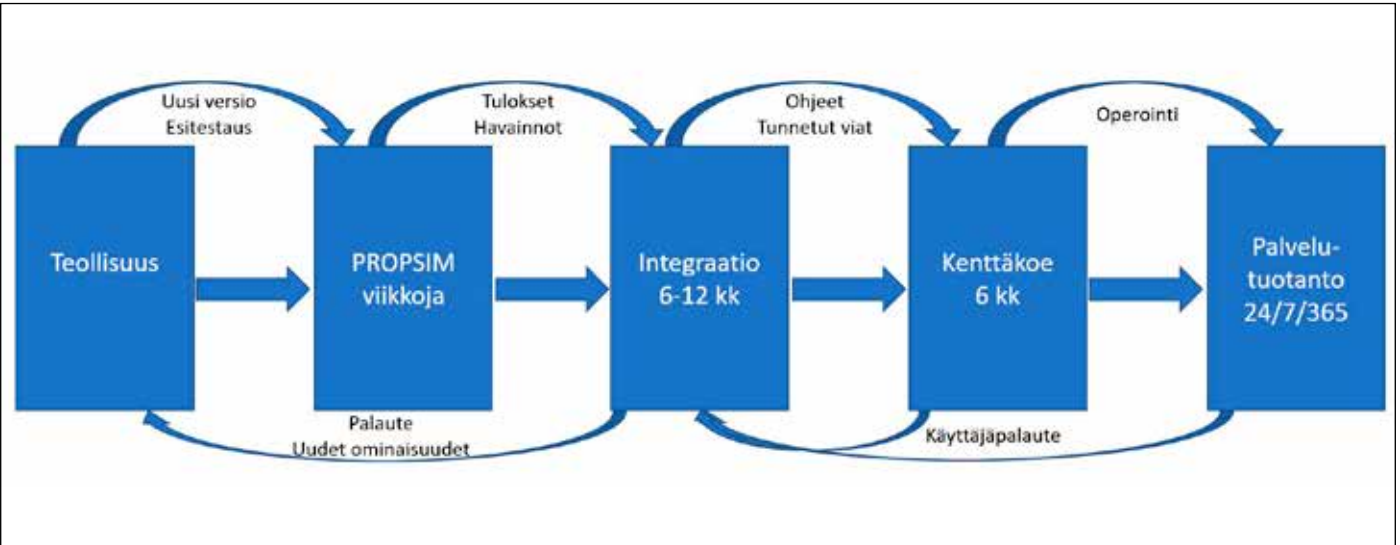 Uusi versio
Esitestaus
Tulokset
Havainnot
Ohjeet
Tunnetut viat
Operointi
Teollisuus
PROPSIM
viikkoja
Integraatio
6-12 kk
Kenttäkoe
6 kk
Palvelu-
tuotanto
24/7/365
Palaute
Uudet ominaisuudet
Käyttäjäpalaute